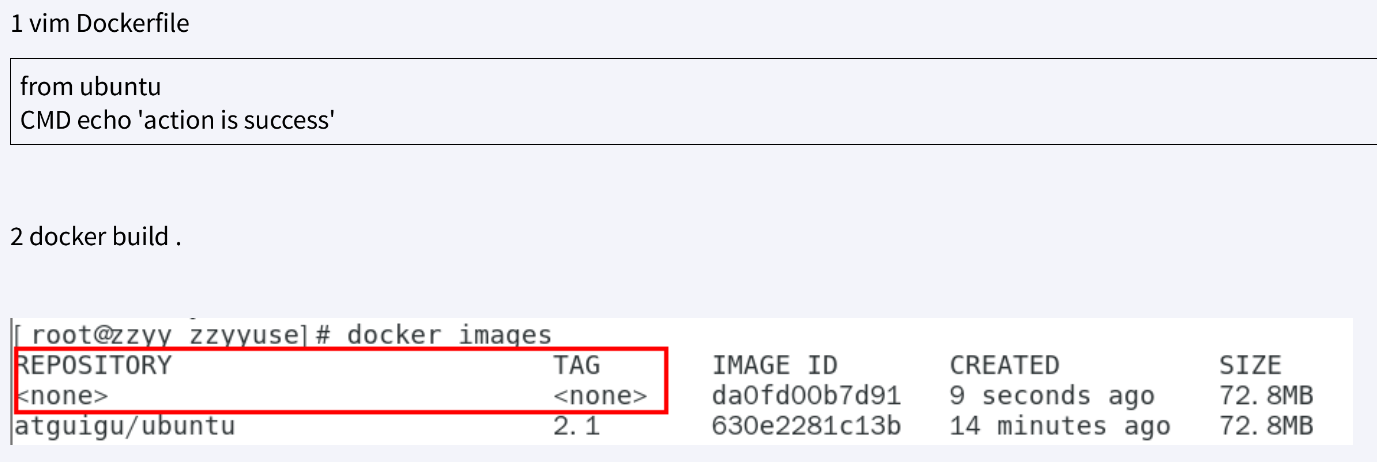 1 vim Dockerfile
from ubuntu
CMD echo 'action is success'
2 docker build .
[root@zzyy zzyyuse]# docker images
REPOSITORY TAG IMAGE ID CREATED SIZE
<none> <none> da0fd00b7d91 9 seconds ago 72.8MB
atguigu/ubuntu 2.1 630e2281c13b 14 minutes ago 72.8MB